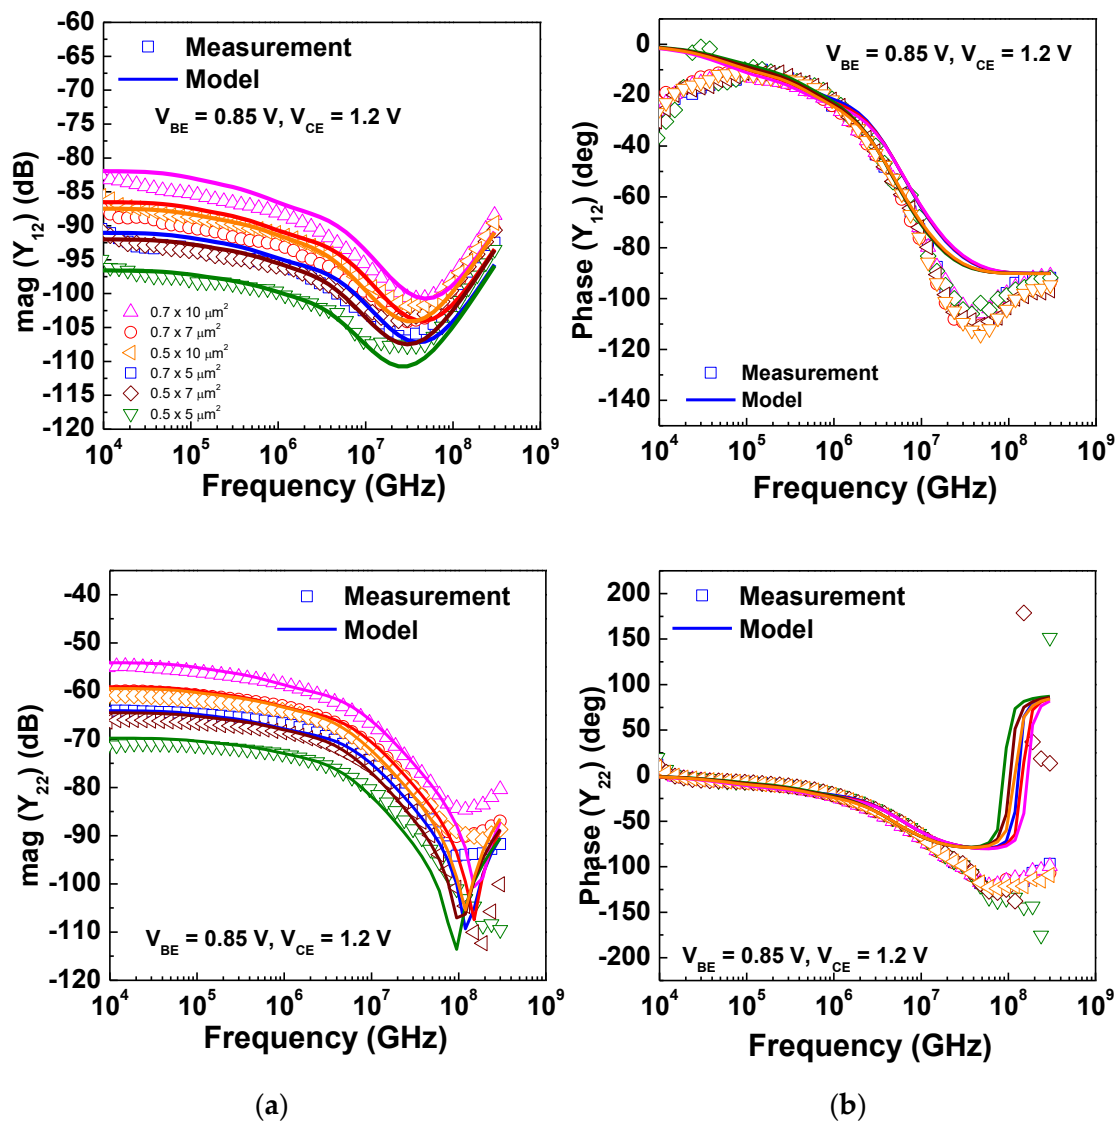 -60
-65
-70
-75
-80
-85
-90
-95
-100
-105
-110
-115
-120
mag (Y12) (dB)
Measurement
Model
VBE = 0.85 V, VCE = 1.2 V
0.7 x 10 μm2
0.7 x 7 μm2
0.5 x 10 μm2
0.7 x 5 μm2
0.5 x 7 μm2
0.5 x 5 μm2
10^4 10^5 10^6 10^7 10^8 10^9
Frequency (GHz)
0
-20
-40
-60
-80
-100
-120
-140
Phase (Y12) (deg)
VBE = 0.85 V, VCE = 1.2 V
Measurement
Model
10^4 10^5 10^6 10^7 10^8 10^9
Frequency (GHz)
-40
-50
-60
-70
-80
-90
-100
-110
-120
mag (Y22) (dB)
Measurement
Model
VBE = 0.85 V, VCE = 1.2 V
10^4 10^5 10^6 10^7 10^8 10^9
Frequency (GHz)
225
200
150
100
50
0
-50
-100
-150
-200
Phase (Y22) (deg)
Measurement
Model
VBE = 0.85 V, VCE = 1.2 V
10^4 10^5 10^6 10^7 10^8 10^9
Frequency (GHz)
(a)
(b)